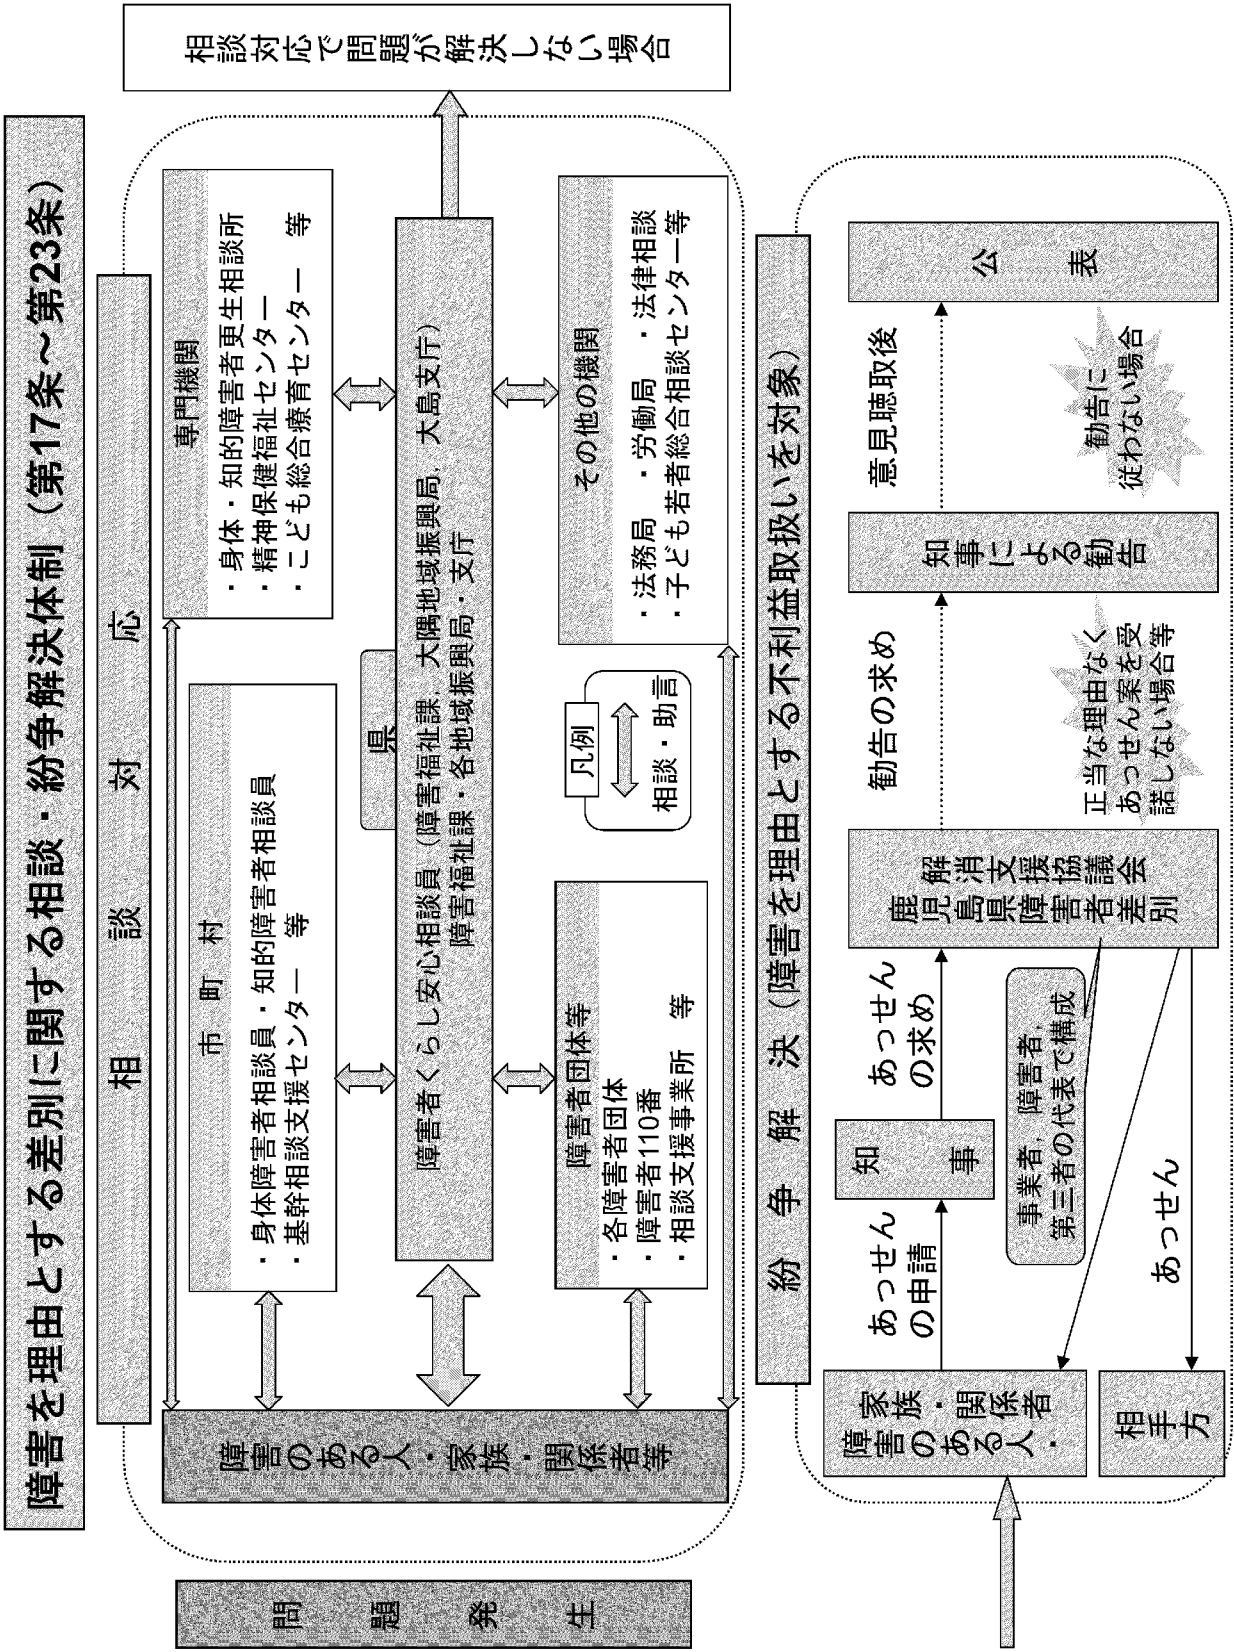 障害を理由とする差別に関する相談・紛争解決体制（第17条～第23条）
相談対応
問題発生
障害のある人・家族・関係者等
市町村
・身体障害者相談員・知的障害者相談員
・基幹相談支援センター　等
専門機関
・身体・知的障害者更生相談所
・精神保健福祉センター
・こども総合療育センター　等
県
障害者くらし安心相談員（障害福祉課，大隅地域振興局，大島支庁）
障害福祉課・各地域振興局・支庁
障害者団体等
・各障害者団体
・障害者110番
・相談支援事業所　等
凡例
相談・助言
その他の機関
・法務局　・労働局　・法律相談
・子ども若者総合相談センター等
相談対応で問題が解決しない場合
紛争解決（障害を理由とする不利益取扱いを対象）
障害のある人・
家族・関係者
相手方
あっせん
の申請
知事
あっせん
の求め
事業者，障害者，
第三者の代表で構成
あっせん
鹿児島県障害者差別
解消支援協議会
勧告の求め
正当な理由なく
あっせん案を受
諾しない場合等
知事による勧告
意見聴取後
勧告に
従わない場合
公表